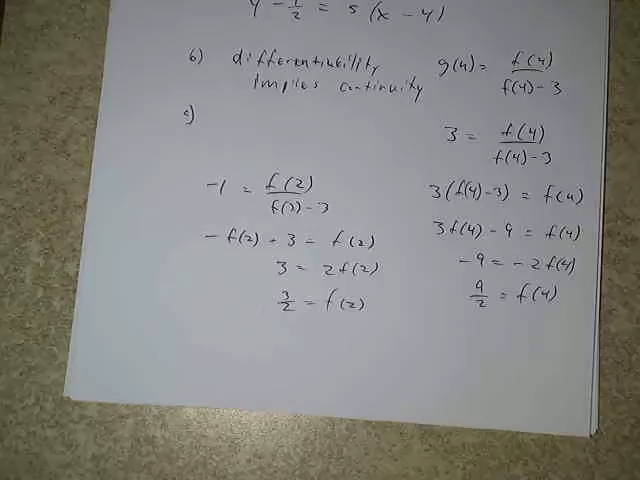 y - 1/2 = 5 (x - 4)
b) differentiability
implies continuity
g(4) = f(4) / f(4) - 3
c)
3 = f(4) / f(4) - 3
-1 = f(2) / f(2) - 3
- f(2) + 3 = f(2)
3 = 2f(2)
3/2 = f(2)
3(f(4) - 3) = f(4)
3f(4) - 9 = f(4)
- 9 = - 2f(4)
9/2 = f(4)